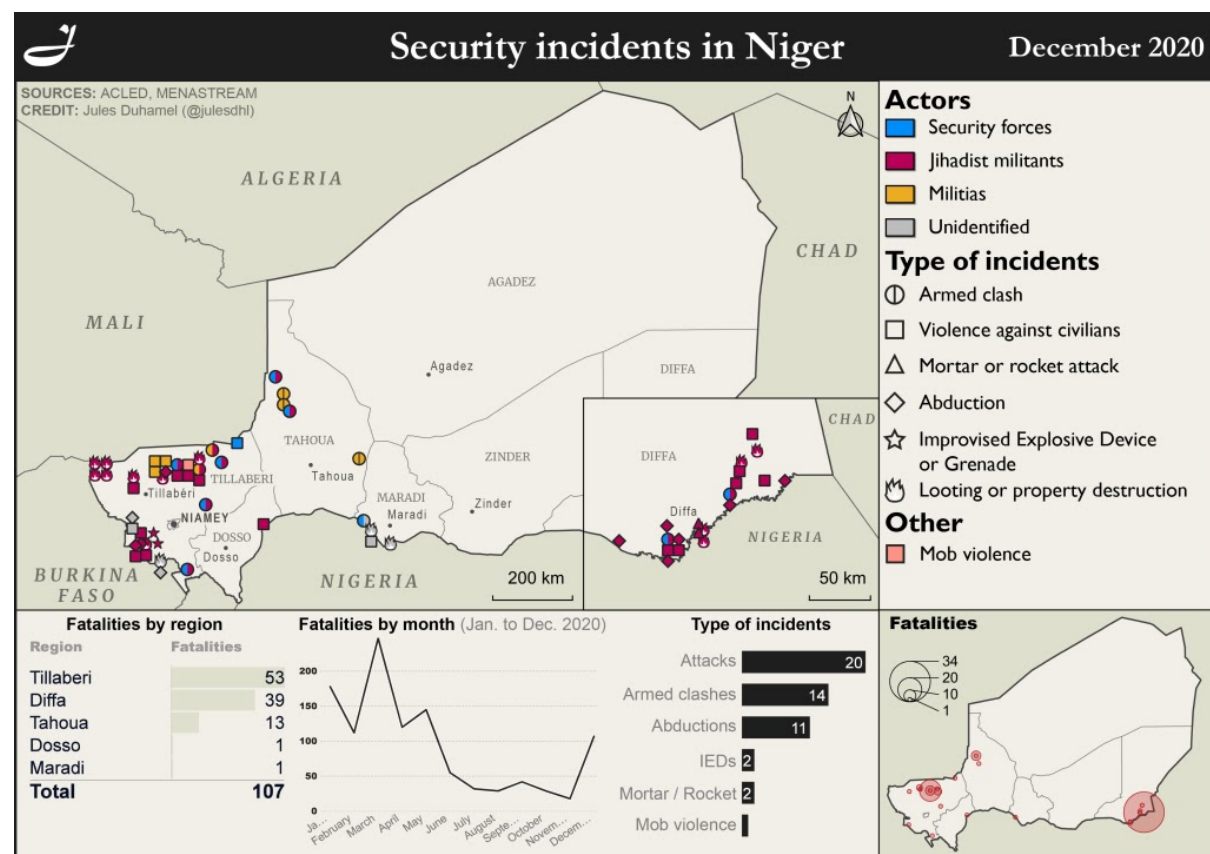 Security incidents in Niger
December 2020
SOURCES: ACLED, MENASTREAM
CREDIT: Jules Duhamel (@julesdhl)
N
ALGERIA
MALI
CHAD
AGADEZ
Agadez
DIFFA
TAHOUA
Tahoua
ZINDER
Zinder
MARADI
Maradi
TILLABERI
Tillabéri
NIAMEY
DOSSO
Dosso
BURKINA
FASO
NIGERIA
200 km
CHAD
DIFFA
Diffa
NIGERIA
50 km
Actors
Security forces
Jihadist militants
Militias
Unidentified
Type of incidents
Armed clash
Violence against civilians
Mortar or rocket attack
Abduction
Improvised Explosive Device
or Grenade
Looting or property destruction
Other
Mob violence
Fatalities by region
Region Fatalities
Tillaberi 53
Diffa 39
Tahoua 13
Dosso 1
Maradi 1
Total 107
Fatalities by month (Jan. to Dec. 2020)
200
150
100
50
0
Ja...
February
March
April
May
June
July
August
Septe...
October
Novem...
Decem...
Type of incidents
Attacks 20
Armed clashes 14
Abductions 11
IEDs 2
Mortar / Rocket 2
Mob violence
Fatalities
34
20
10
1